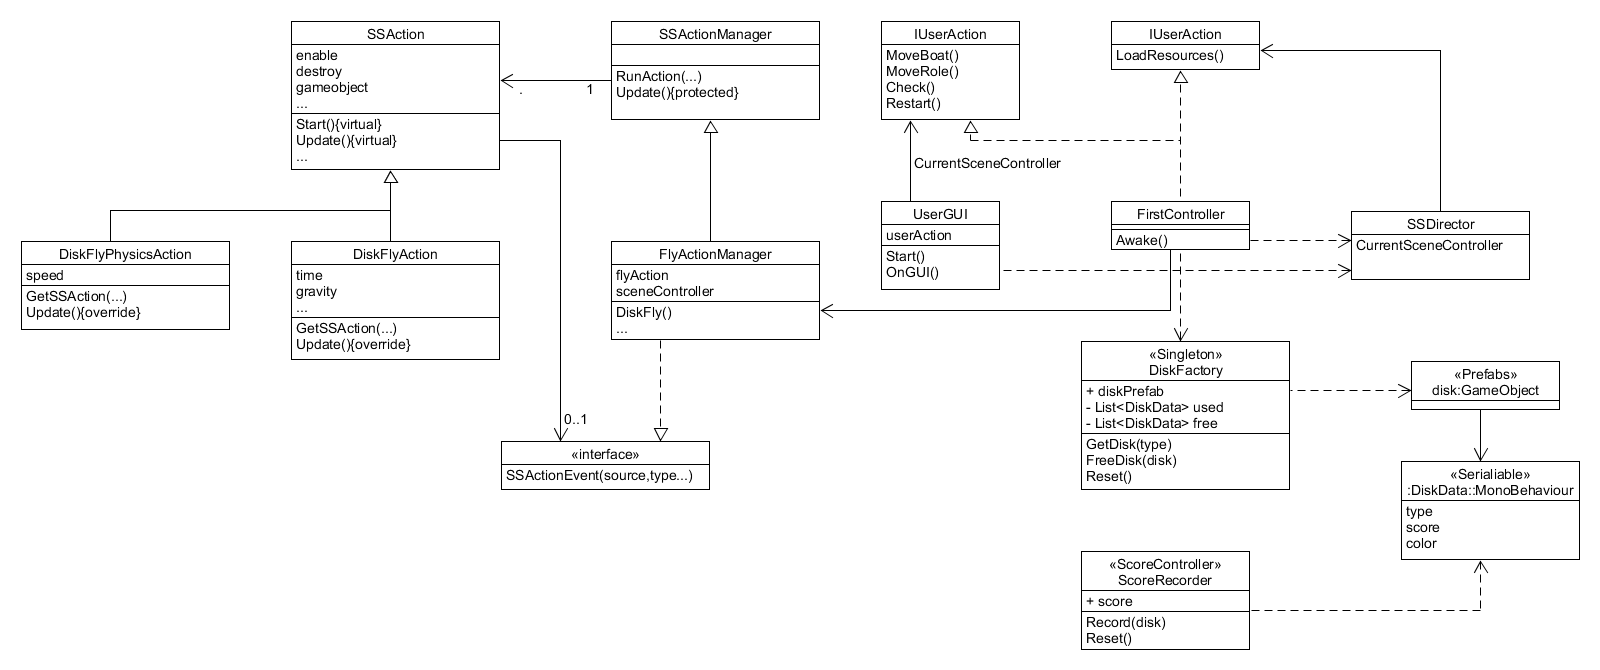 SSAction
enable
destroy
gameobject
...
Start(){virtual}
Update(){virtual}
...
SSActionManager
RunAction(...)
Update(){protected}
.
1
IUserAction
MoveBoat()
MoveRole()
Check()
Restart()
IUserAction
LoadResources()
CurrentSceneController
DiskFlyPhysicsAction
speed
GetSSAction(...)
Update(){override}
DiskFlyAction
time
gravity
...
GetSSAction(...)
Update(){override}
FlyActionManager
flyAction
sceneController
DiskFly()
...
UserGUI
userAction
Start()
OnGUI()
FirstController
Awake()
SSDirector
CurrentSceneController
0..1
«interface»
SSActionEvent(source,type...)
«Singleton»
DiskFactory
+ diskPrefab
- List<DiskData> used
- List<DiskData> free
GetDisk(type)
FreeDisk(disk)
Reset()
«Prefabs»
disk:GameObject
«Serialiable»
:DiskData::MonoBehaviour
type
score
color
«ScoreController»
ScoreRecorder
+ score
Record(disk)
Reset()